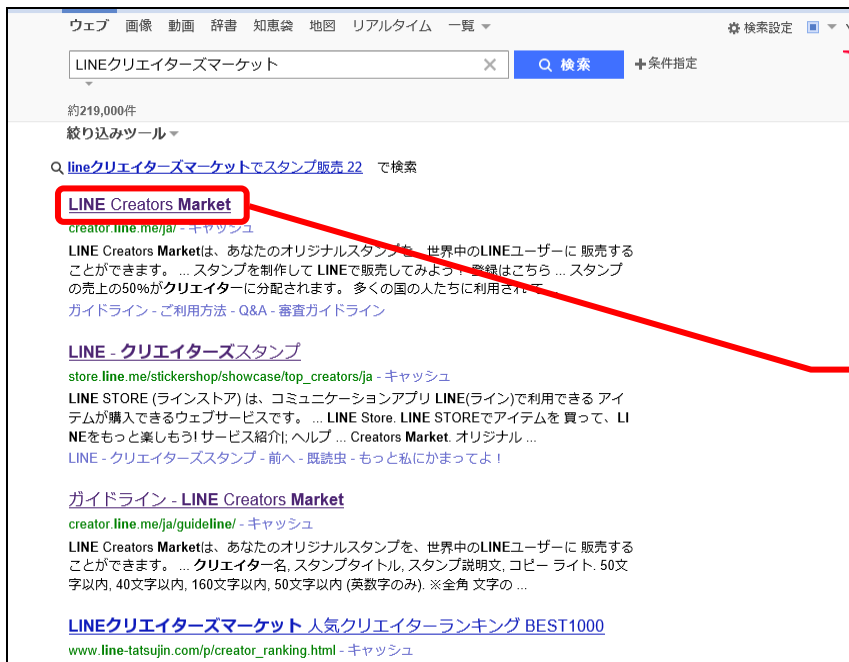 ウェブ 画像 動画 辞書 知恵袋 地図 リアルタイム 一覧 検索設定
LINEクリエイターズマーケット 検索 +条件指定
約219,000件
絞り込みツール
lineクリエイターズマーケットでスタンプ販売 22 で検索
LINE Creators Market
creator.line.me/ja/ - キャッシュ
LINE Creators Marketは、あなたのオリジナルスタンプを、世界中のLINEユーザーに 販売する
ことができます。 ... スタンプを制作して LINEで販売してみよう! 登録はこちら ... スタンプ
の売上の50%がクリエイターに分配されます。 多くの国の人たちに利用されて ...
ガイドライン - ご利用方法 - Q&A - 審査ガイドライン
LINE - クリエイターズスタンプ
store.line.me/stickershop/showcase/top_creators/ja - キャッシュ
LINE STORE (ラインストア) は、コミュニケーションアプリ LINE(ライン)で利用できる アイ
テムが購入できるウェブサービスです。 ... LINE Store. LINE STOREでアイテムを 買って、LI
NEをもっと楽しもう! サービス紹介|; ヘルプ ... Creators Market. オリジナル ...
LINE - クリエイターズスタンプ - 前へ - 既読虫 - もっと私にかまってよ!
ガイドライン - LINE Creators Market
creator.line.me/ja/guideline/ - キャッシュ
LINE Creators Marketは、あなたのオリジナルスタンプを、世界中のLINEユーザーに 販売する
ことができます。 ... クリエイター名, スタンプタイトル, スタンプ説明文, コピー ライト. 50文
字以内, 40文字以内, 160文字以内, 50文字以内 (英数字のみ). ※全角 文字の ...
LINEクリエイターズマーケット 人気クリエイターランキング BEST1000
www.line-tatsujin.com/p/creator_ranking.html - キャッシュ